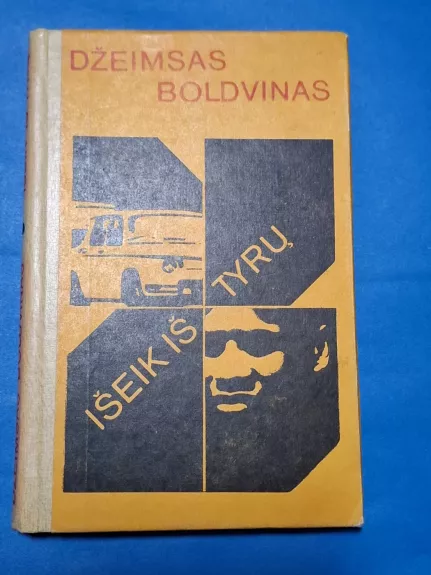 DŽEIMSAS
BOLDVINAS
IŠEIK IŠ
TYRŲ